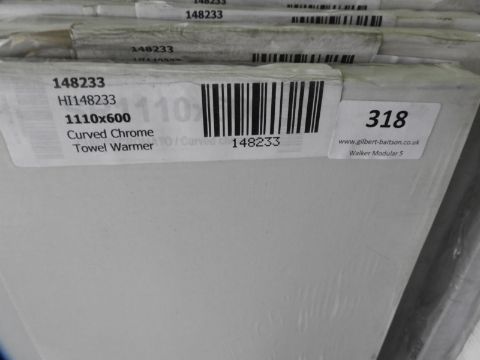 148233
148233
148233
148233
HI148233
1110x600
Curved Chrome
Towel Warmer
148233
318
www.gilbert-baitson.co.uk
Walker Modular 5